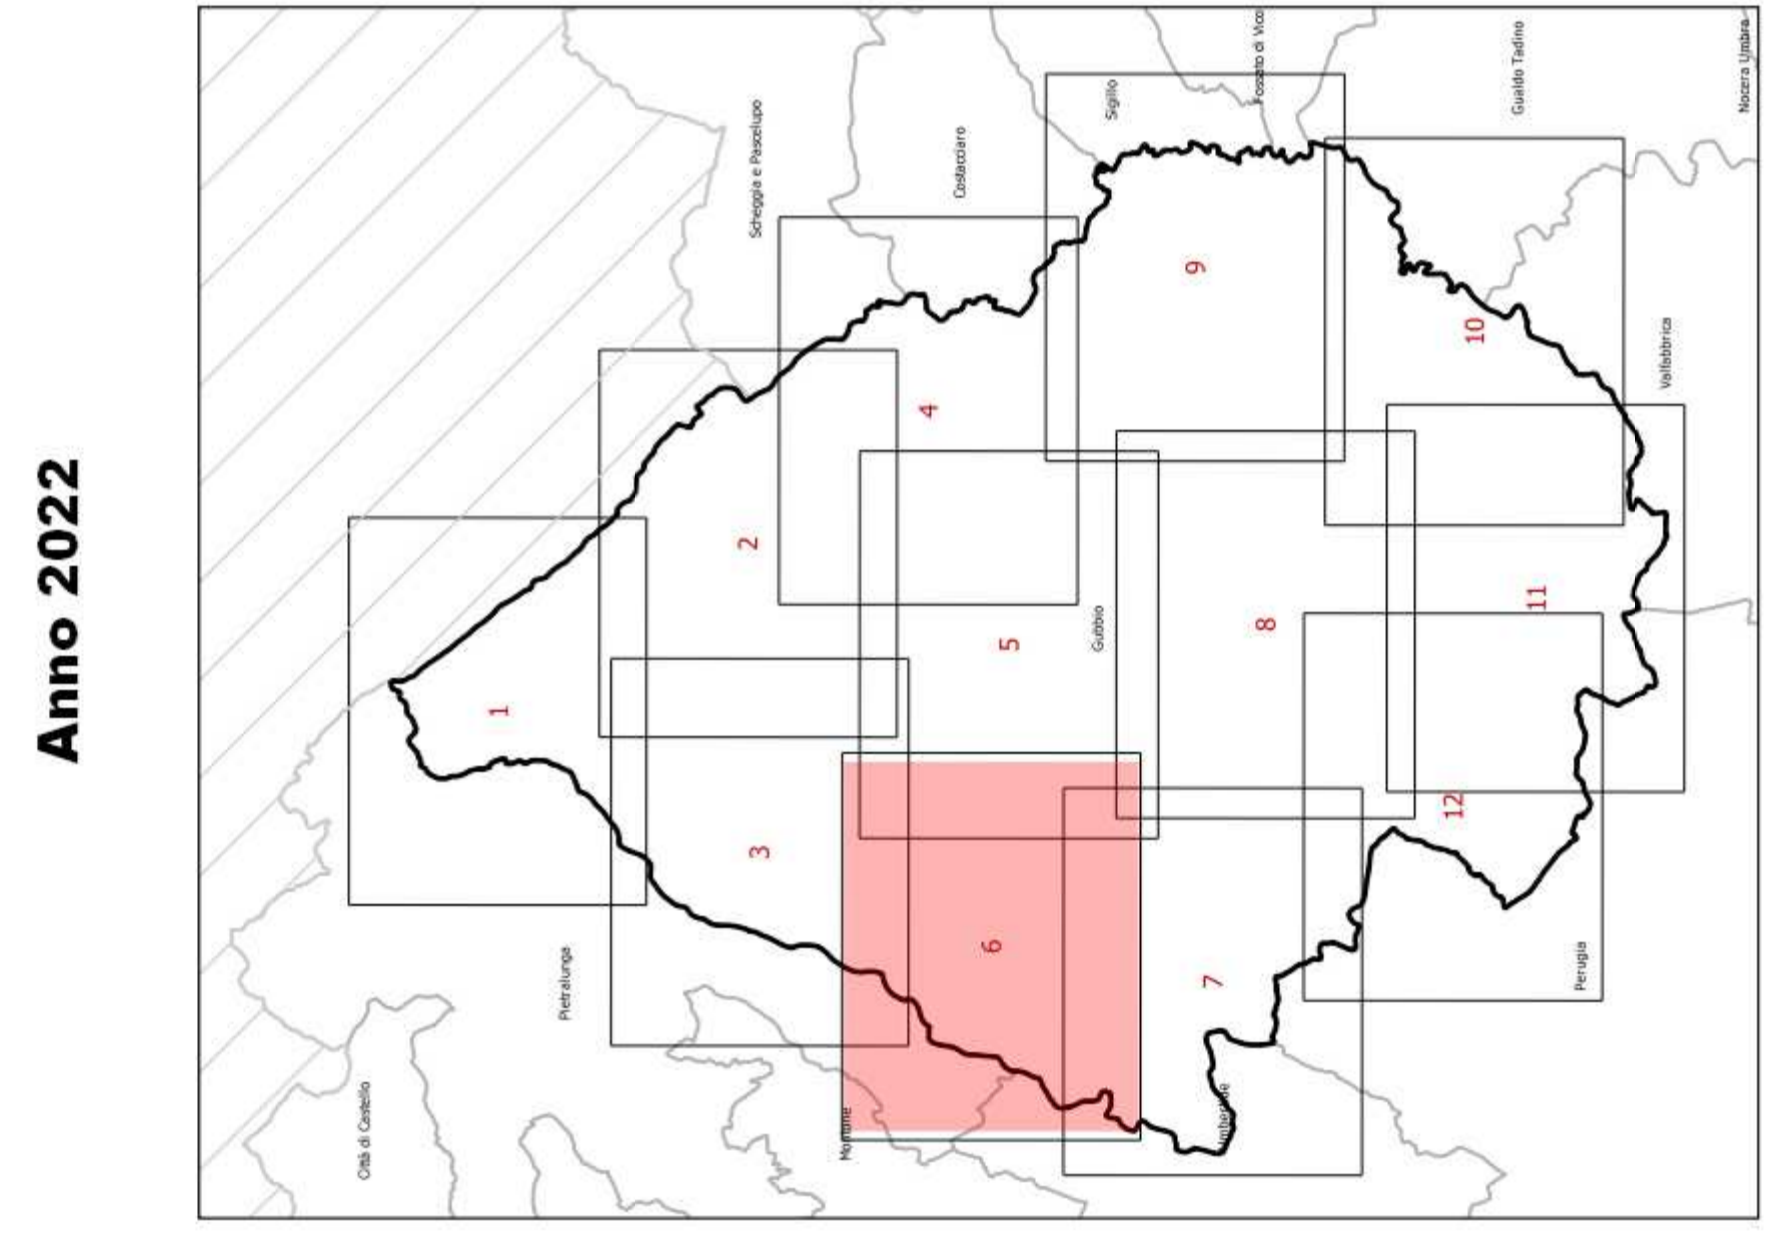 Anno 2022
Città di Castello
Pietralunga
Montone
Umbertide
Perugia
Gubbio
Scheggia e Pascelupo
Costacciaro
Sigillo
Fossato di Vico
Gualdo Tadino
Nocera Umbra
Valfabbrica
1
2
3
4
5
6
7
8
9
10
11
12